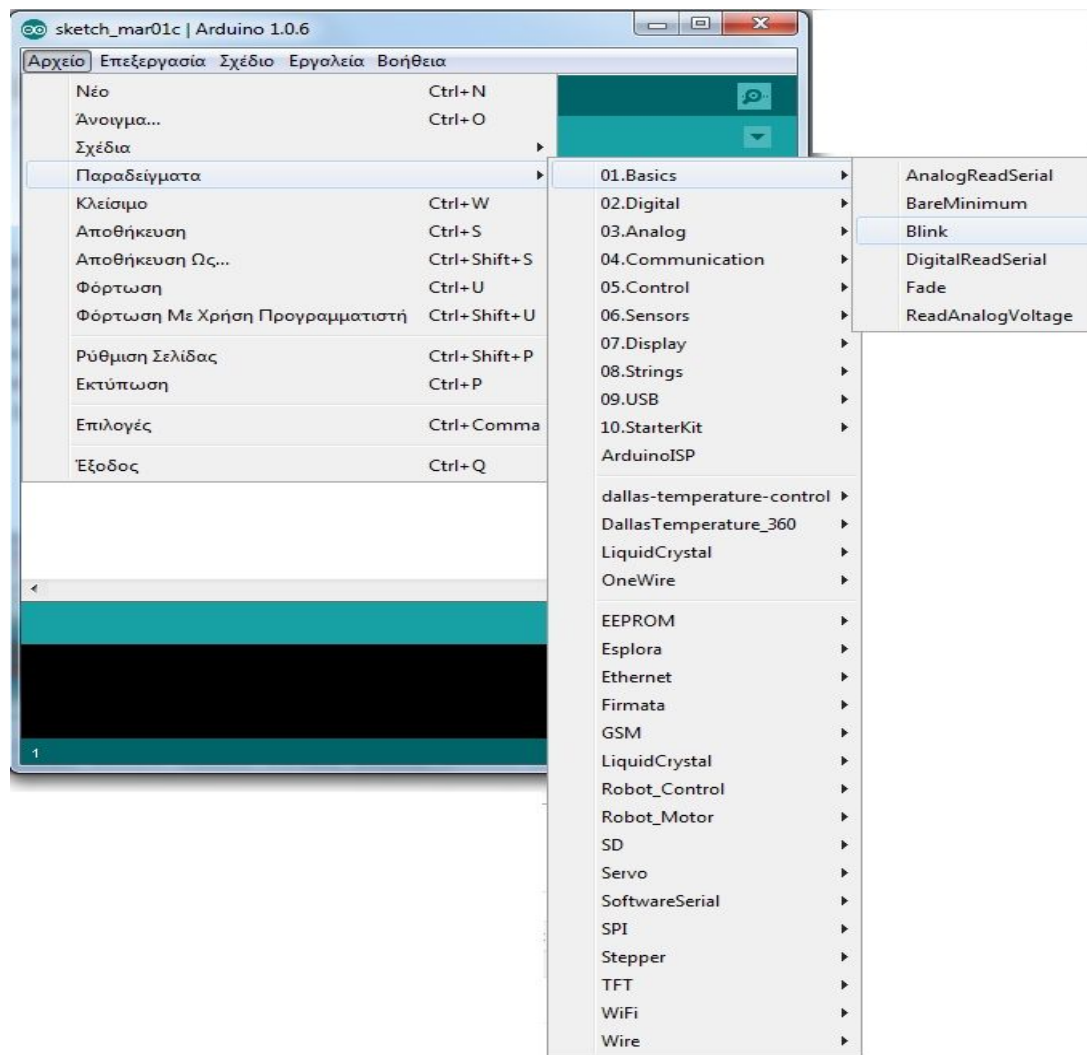 sketch_mar01c | Arduino 1.0.6
Αρχείο Επεξεργασία Σχέδιο Εργαλεία Βοήθεια
Νέο Ctrl+N
Άνοιγμα... Ctrl+O
Σχέδια
Παραδείγματα
Κλείσιμο Ctrl+W
Αποθήκευση Ctrl+S
Αποθήκευση Ως... Ctrl+Shift+S
Φόρτωση Ctrl+U
Φόρτωση Με Χρήση Προγραμματιστή Ctrl+Shift+U
Ρύθμιση Σελίδας Ctrl+Shift+P
Εκτύπωση Ctrl+P
Επιλογές Ctrl+Comma
Έξοδος Ctrl+Q
1
01.Basics
02.Digital
03.Analog
04.Communication
05.Control
06.Sensors
07.Display
08.Strings
09.USB
10.StarterKit
ArduinoISP
dallas-temperature-control
DallasTemperature_360
LiquidCrystal
OneWire
EEPROM
Esplora
Ethernet
Firmata
GSM
LiquidCrystal
Robot_Control
Robot_Motor
SD
Servo
SoftwareSerial
SPI
Stepper
TFT
WiFi
Wire
AnalogReadSerial
BareMinimum
Blink
DigitalReadSerial
Fade
ReadAnalogVoltage